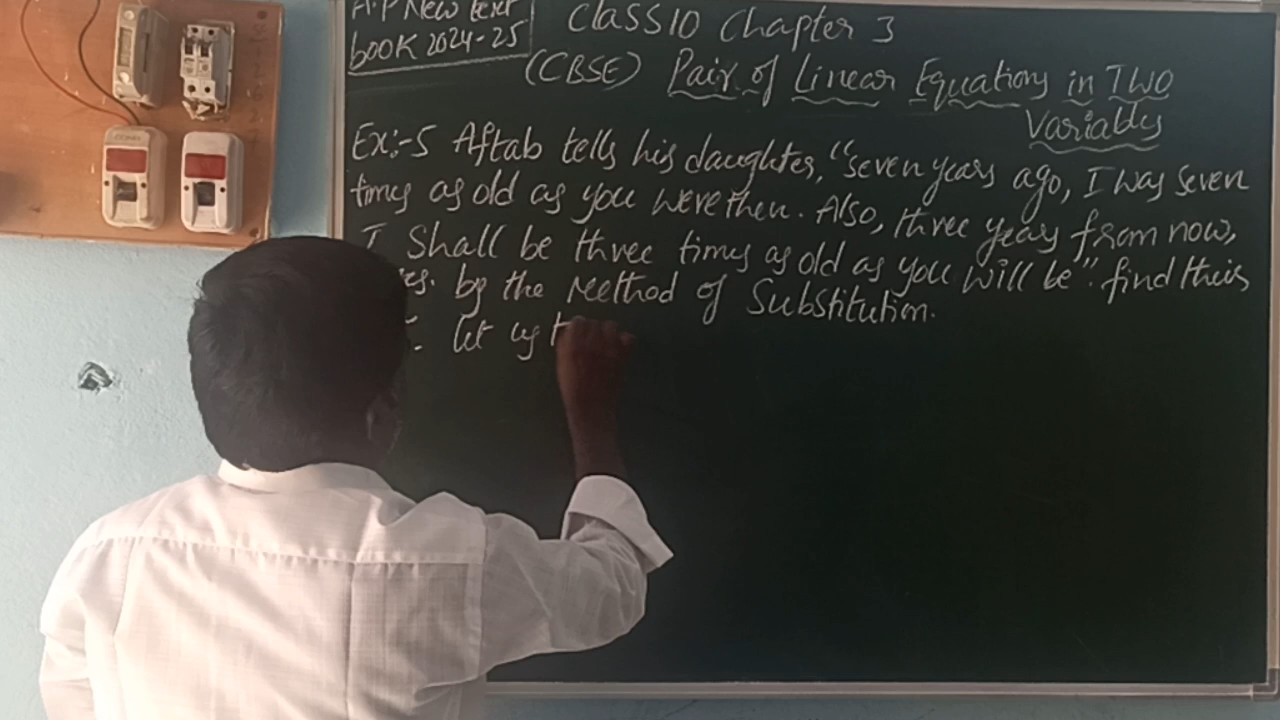 A.P New text
book 2024-25
Class 10 Chapter 3
(CBSE) Pair of Linear Equations in Two
Variables
Ex:-5 Aftab tells his daughter, "seven years ago, I was seven
times as old as you were then. Also, three years from now,
I Shall be three times as old as you will be". find their
by the Method of Substitution.
let us